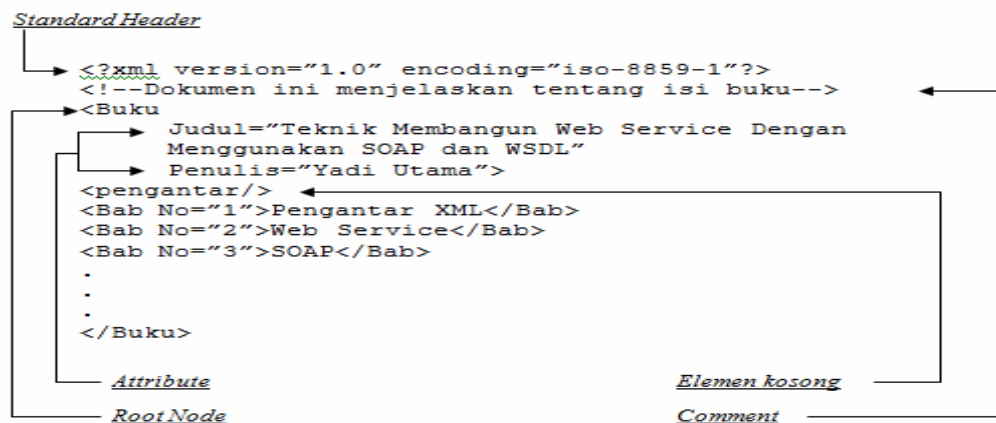 Standard Header
<?xml version="1.0" encoding="iso-8859-1"?>
<!--Dokumen ini menjelaskan tentang isi buku-->
<Buku
Judul="Teknik Membangun Web Service Dengan
Menggunakan SOAP dan WSDL"
Penulis="Yadi Utama">
<pengantar/>
<Bab No="1">Pengantar XML</Bab>
<Bab No="2">Web Service</Bab>
<Bab No="3">SOAP</Bab>
.
.
.
</Buku>
Attribute Elemen kosong
Root Node Comment